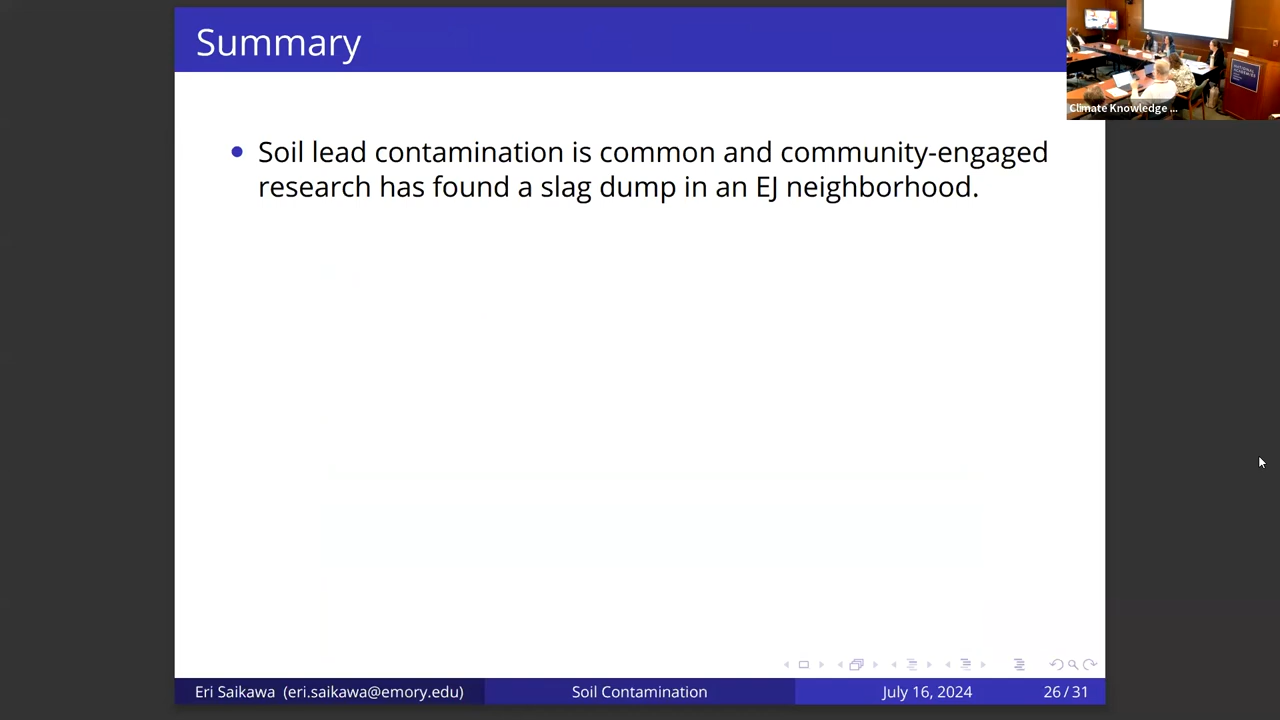 Summary
Climate Knowledge ...
• Soil lead contamination is common and community-engaged
research has found a slag dump in an EJ neighborhood.
Eri Saikawa (eri.saikawa@emory.edu)
Soil Contamination
July 16, 2024
26 / 31